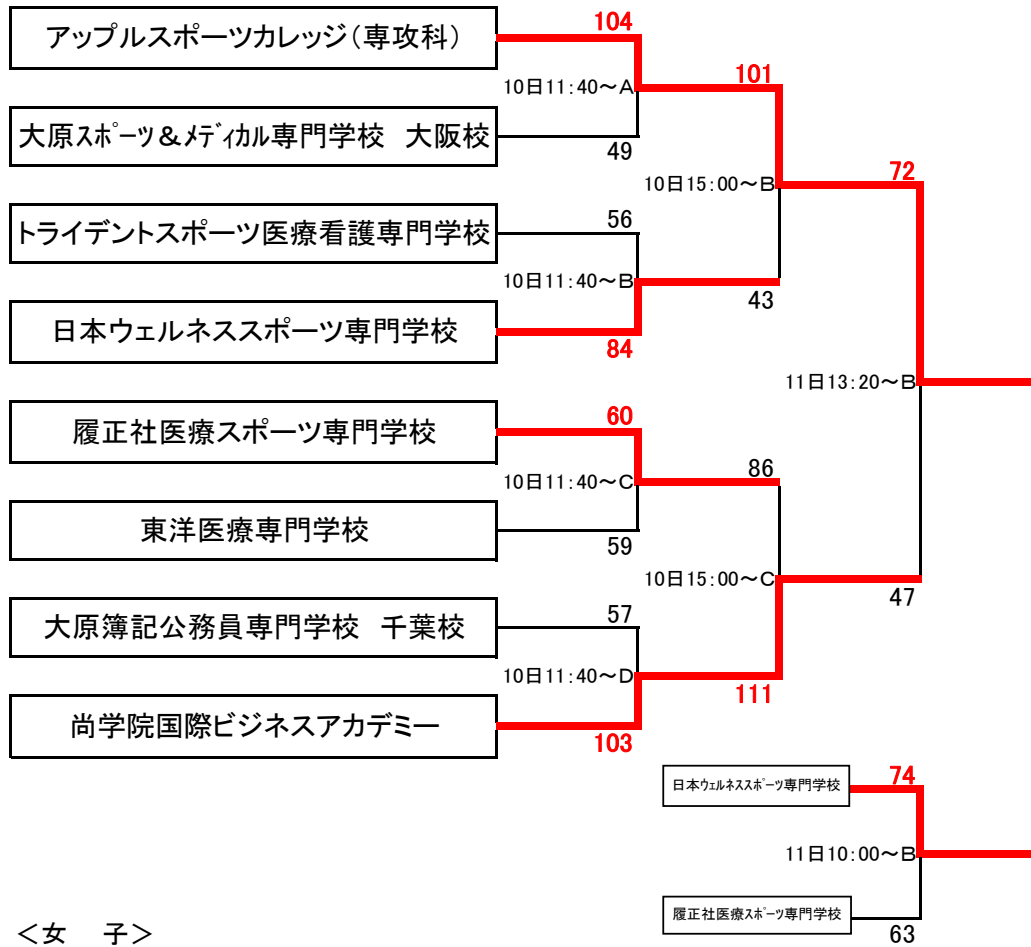 アップルスポーツカレッジ（専攻科）
104
10日11:40～A
101
大原スポーツ＆メディカル専門学校　大阪校
49
10日15:00～B
72
トライデントスポーツ医療看護専門学校
56
10日11:40～B
43
日本ウェルネススポーツ専門学校
84
11日13:20～B
履正社医療スポーツ専門学校
60
10日11:40～C
86
東洋医療専門学校
59
10日15:00～C
47
大原簿記公務員専門学校　千葉校
57
10日11:40～D
111
尚学院国際ビジネスアカデミー
103
日本ウェルネススポーツ専門学校
74
11日10:00～B
履正社医療スポーツ専門学校
63
＜女　子＞